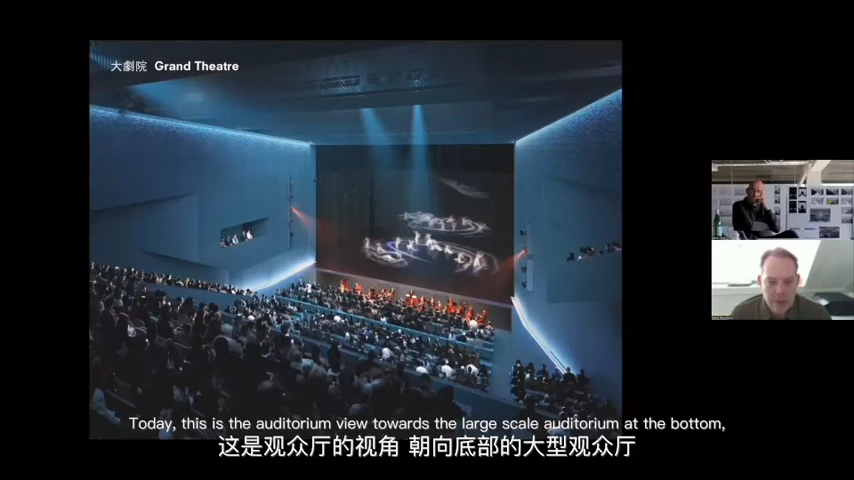 大劇院 Grand Theatre
Today, this is the auditorium view towards the large scale auditorium at the bottom,
这是观众厅的视角 朝向底部的大型观众厅